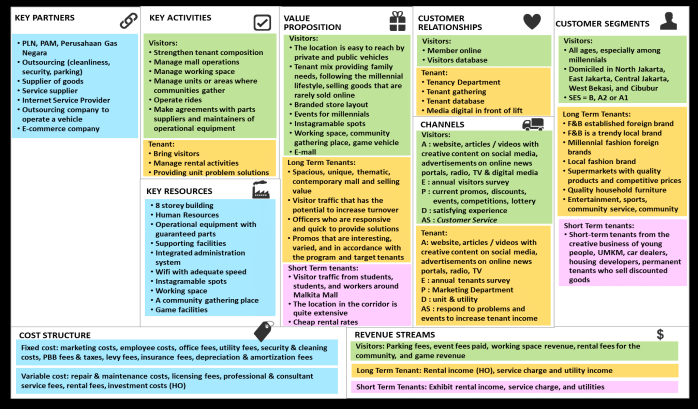 KEY PARTNERS
• PLN, PAM, Perusahaan Gas
Negara
• Outsourcing (cleanliness,
security, parking)
• Supplier of goods
• Service supplier
• Internet Service Provider
• Outsourcing company to
operate a vehicle
• E-commerce company
KEY ACTIVITIES
Visitors:
• Strengthen tenant composition
• Manage mall operations
• Manage working space
• Manage units or areas where
communities gather
• Operate rides
• Make agreements with parts
suppliers and maintainers of
operational equipment
Tenant:
• Bring visitors
• Manage rental activities
• Providing unit problem solutions
KEY RESOURCES
• 8 storey building
• Human Resources
• Operational equipment with
guaranteed parts
• Supporting facilities
• Integrated administration
system
• Wifi with adequate speed
• Instagramable spots
• Working space
• A community gathering place
• Game facilities
VALUE
PROPOSITION
Visitors:
• The location is easy to reach by
private and public vehicles
• Tenant mix providing family
needs, following the millennial
lifestyle, selling goods that are
rarely sold online
• Branded store layout
• Events for millennials
• Instagramable spots
• Working space, community
gathering place, game vehicle
• E-mall
Long Term Tenants:
• Spacious, unique, thematic,
contemporary mall and selling
value
• Visitor traffic that has the
potential to increase turnover
• Officers who are responsive
and quick to provide solutions
• Promos that are interesting,
varied, and in accordance with
the program and target tenants
Short Term tenants:
• Visitor traffic from students,
students, and workers around
Malkita Mall
• The location in the corridor is
quite extensive
• Cheap rental rates
CUSTOMER
RELATIONSHIPS
Visitors:
• Member online
• Visitors database
Tenant:
• Tenancy Department
• Tenant gathering
• Tenant database
• Media digital in front of lift
CHANNELS
Visitors:
A : website, articles / videos with
creative content on social media,
advertisements on online news
portals, radio, TV & digital media
E : annual visitors survey
P : current promos, discounts,
events, competitions, lottery
D : satisfying experience
AS : Customer Service
Tenant:
A: website, articles / videos with
creative content on social media,
advertisements on online news
portals, radio, TV
E : annual tenants survey
P : Marketing Department
D : unit & utility
AS : respond to problems and
events to increase tenant income
CUSTOMER SEGMENTS
Visitors:
• All ages, especially among
millennials
• Domiciled in North Jakarta,
East Jakarta, Central Jakarta,
West Bekasi, and Cibubur
• SES = B, A2 or A1
Long Term Tenants:
• F&B established foreign brand
• F&B is a trendy local brand
• Millennial fashion foreign
brands
• Local fashion brand
• Supermarkets with quality
products and competitive prices
• Quality household furniture
• Entertainment, sports,
community service, community
Short Term tenants:
• Short-term tenants from the
creative business of young
people, UMKM, car dealers,
housing developers, permanent
tenants who sell discounted
goods
COST STRUCTURE
Fixed cost: marketing costs, employee costs, office fees, utility fees, security & cleaning
costs, PBB fees & taxes, levy fees, insurance fees, depreciation & amortization fees
Variable cost: repair & maintenance costs, licensing fees, professional & consultant
service fees, rental fees, investment costs (HO)
REVENUE STREAMS
$
Visitors: Parking fees, event fees paid, working space revenue, rental fees for the
community, and game revenue
Long Term Tenant: Rental income (HO), service charge and utility income
Short Term Tenants: Exhibit rental income, service charge, and utilities